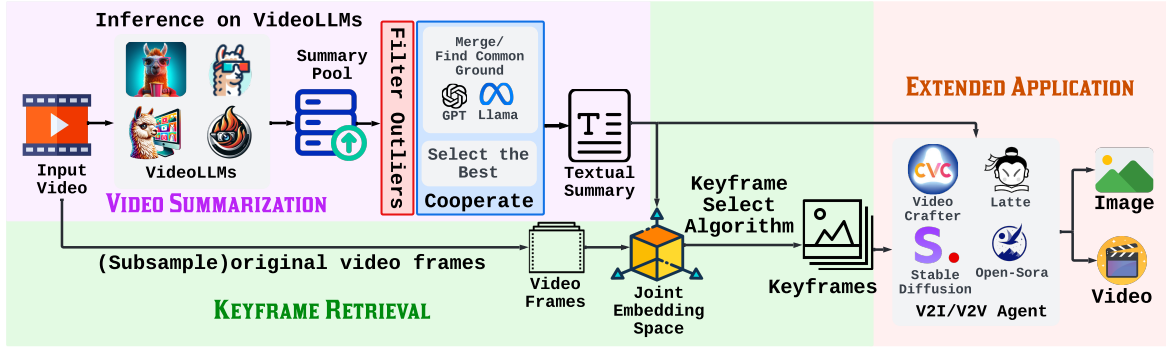 Inference on VideoLLMs
Input
Video
VideoLLMs
VIDEO SUMMARIZATION
Summary
Pool
Filter Outliers
Merge/
Find Common
Ground
GPT
Llama
Select the
Best
Cooperate
Textual
Summary
(Subsample)original video frames
KEYFRAME RETRIEVAL
Video
Frames
Joint
Embedding
Space
Keyframe
Select
Algorithm
Keyframes
EXTENDED APPLICATION
CVC
Video
Crafter
Latte
S.
Stable
Diffusion
Open-Sora
V2I/V2V Agent
Image
Video